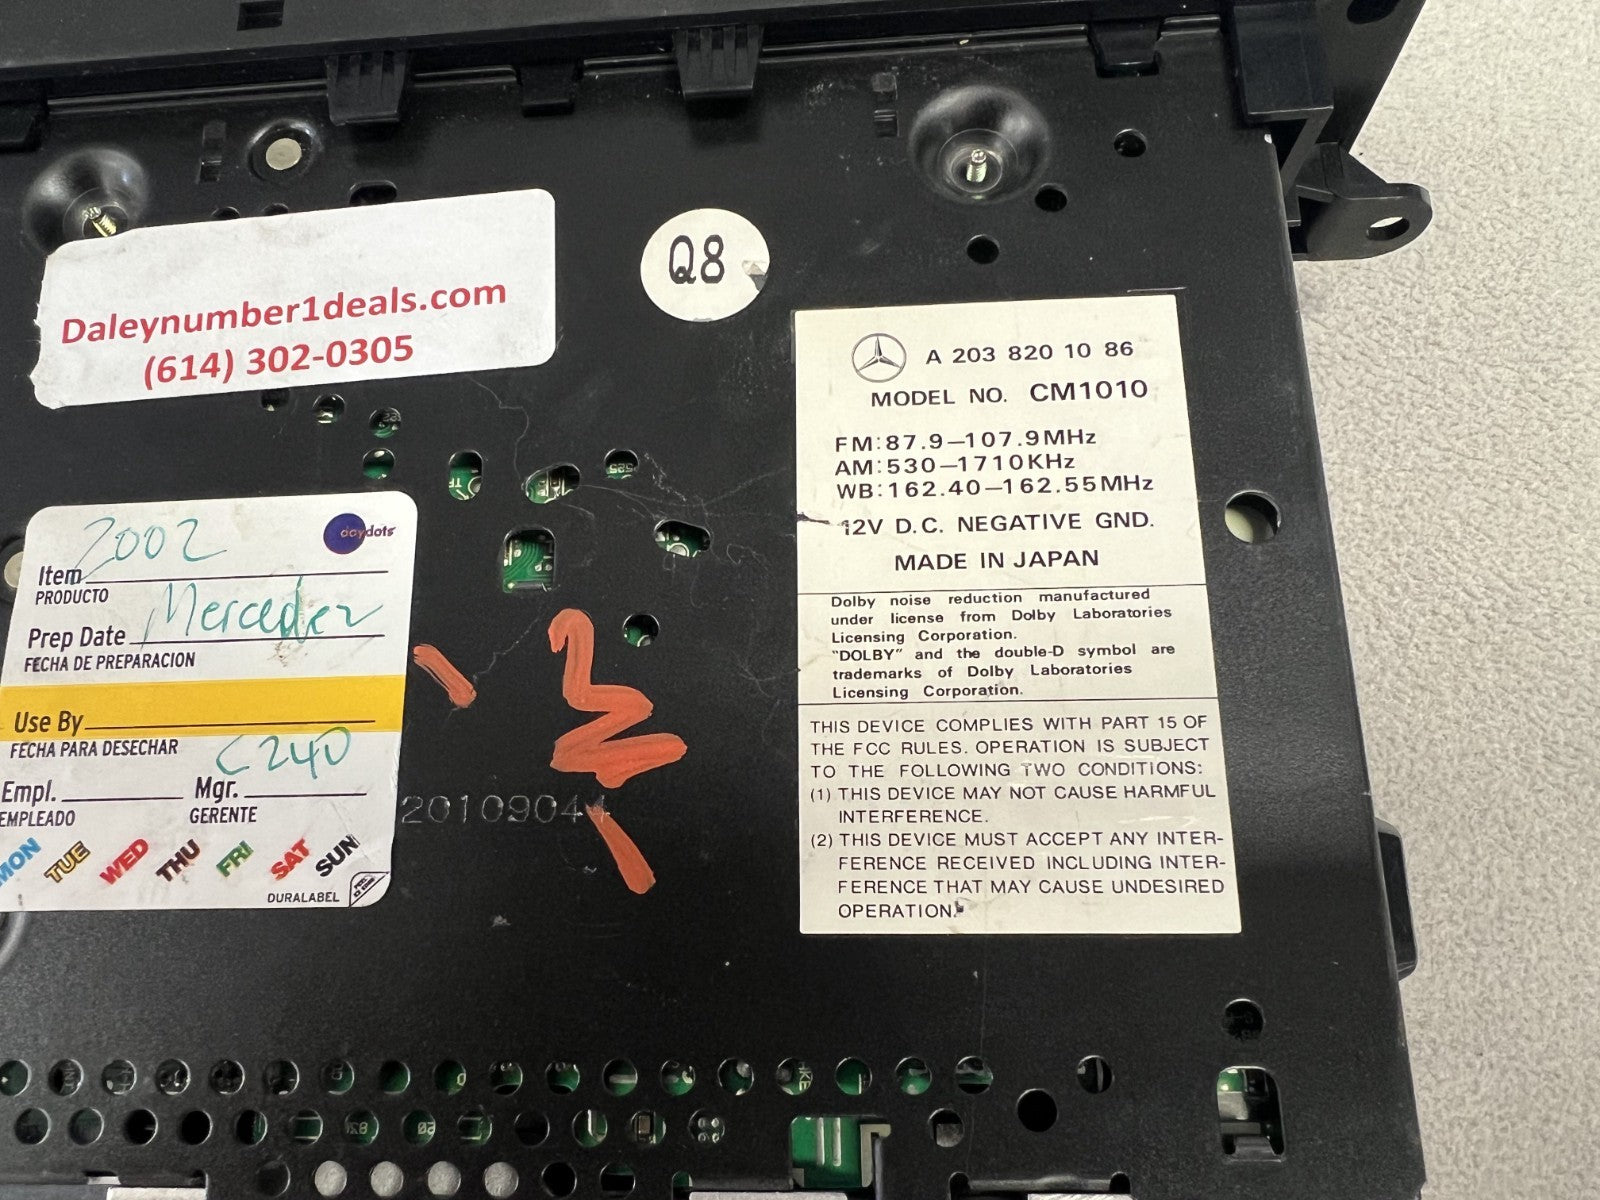 Daleynumber1deals.com
(614) 302-0305
Q8
A 203 820 10 86
MODEL NO. CM1010
FM:87.9–107.9MHz
AM:530–1710KHz
WB:162.40–162.55MHz
12V D.C. NEGATIVE GND.
MADE IN JAPAN
Dolby noise reduction manufactured
under license from Dolby Laboratories
Licensing Corporation.
"DOLBY" and the double-D symbol are
trademarks of Dolby Laboratories
Licensing Corporation.
THIS DEVICE COMPLIES WITH PART 15 OF
THE FCC RULES. OPERATION IS SUBJECT
TO THE FOLLOWING TWO CONDITIONS:
(1) THIS DEVICE MAY NOT CAUSE HARMFUL
INTERFERENCE.
(2) THIS DEVICE MUST ACCEPT ANY INTER-
FERENCE RECEIVED INCLUDING INTER-
FERENCE THAT MAY CAUSE UNDESIRED
OPERATION.
2002
daydots
Item
PRODUCTO
Mercedez
Prep Date
FECHA DE PREPARACION
Use By
FECHA PARA DESECHAR
C240
Empl. Mgr.
EMPLEADO GERENTE
MON TUE WED THU FRI SAT SUN
DURALABEL
20109044
525